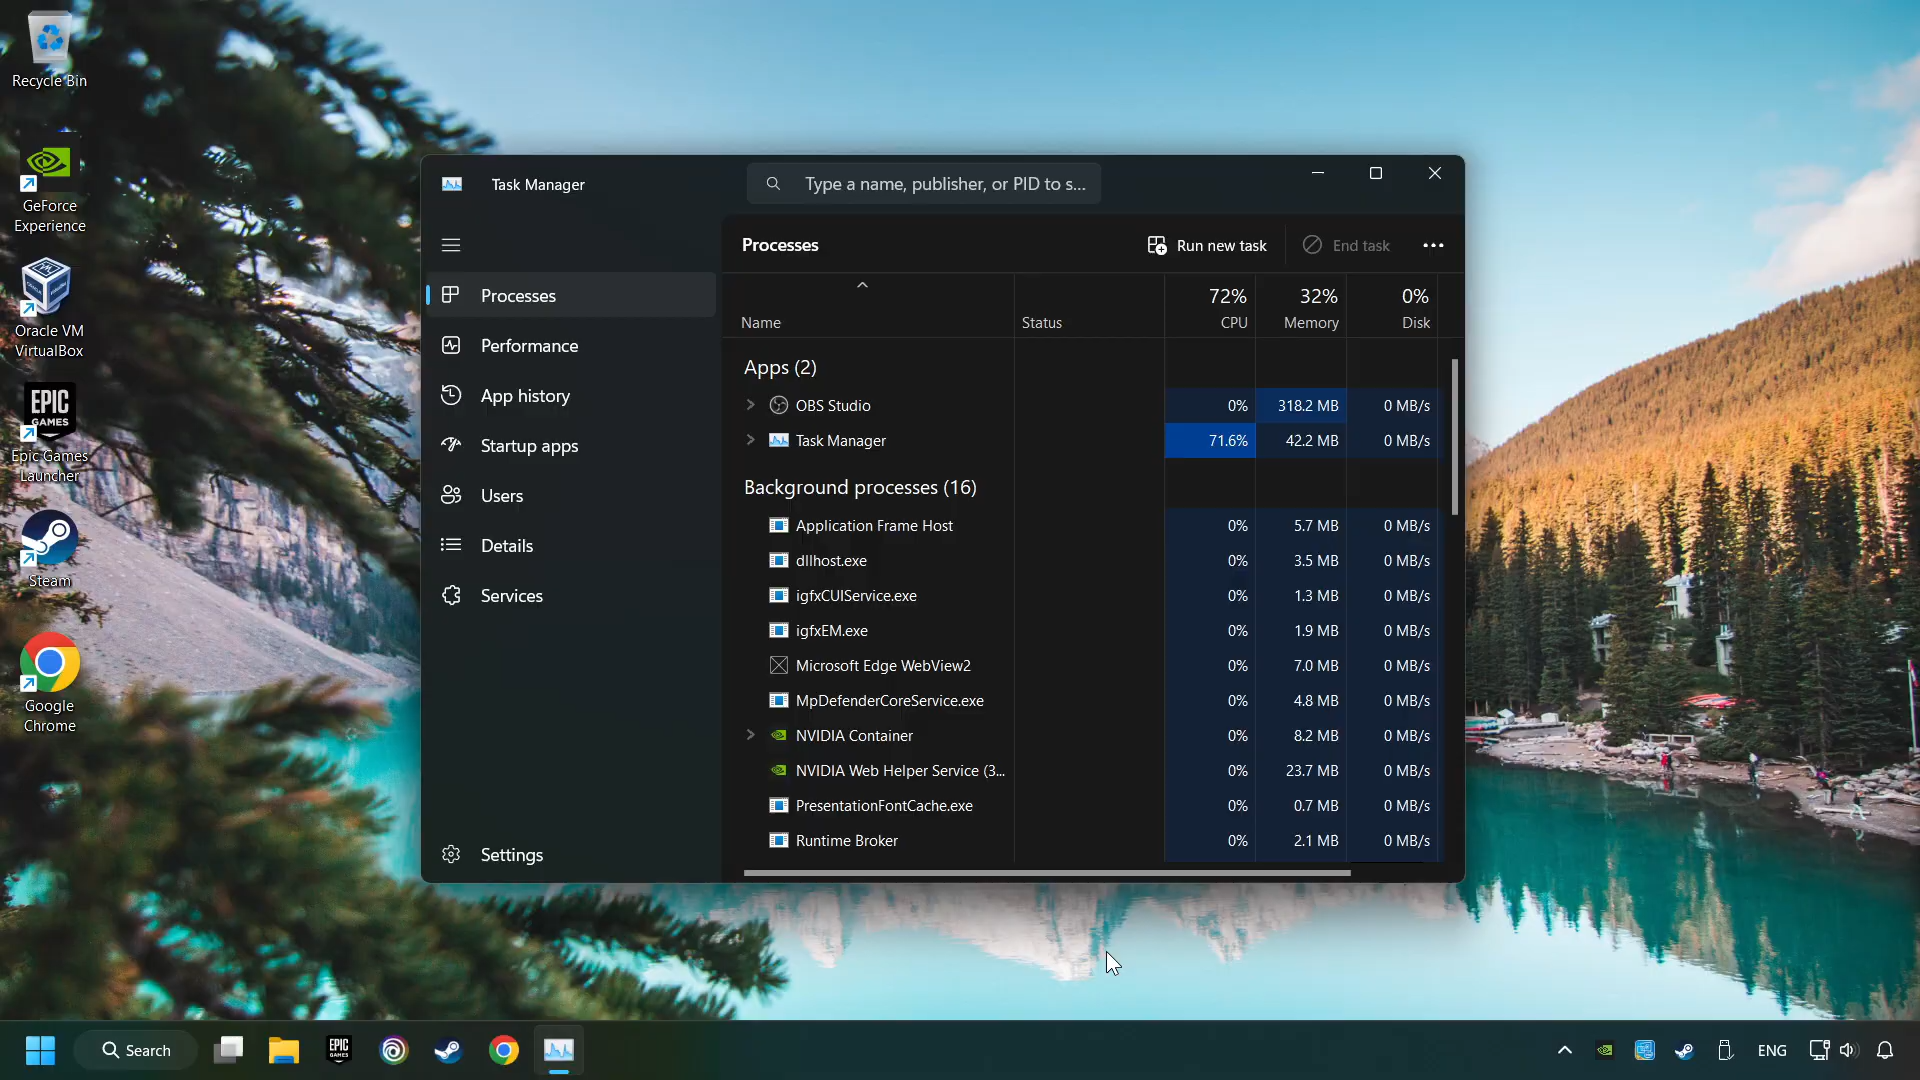 Recycle Bin
GeForce
Experience
Oracle VM
VirtualBox
EPIC
GAMES
Epic Games
Launcher
Steam
Google
Chrome
Task Manager
Type a name, publisher, or PID to s...
Processes
Performance
App history
Startup apps
Users
Details
Services
Settings
Processes
Run new task
End task
72% 32% 0%
Name Status CPU Memory Disk
Apps (2)
OBS Studio 0% 318.2 MB 0 MB/s
Task Manager 71.6% 42.2 MB 0 MB/s
Background processes (16)
Application Frame Host 0% 5.7 MB 0 MB/s
dllhost.exe 0% 3.5 MB 0 MB/s
igfxCUIService.exe 0% 1.3 MB 0 MB/s
igfxEM.exe 0% 1.9 MB 0 MB/s
Microsoft Edge WebView2 0% 7.0 MB 0 MB/s
MpDefenderCoreService.exe 0% 4.8 MB 0 MB/s
NVIDIA Container 0% 8.2 MB 0 MB/s
NVIDIA Web Helper Service (3... 0% 23.7 MB 0 MB/s
PresentationFontCache.exe 0% 0.7 MB 0 MB/s
Runtime Broker 0% 2.1 MB 0 MB/s
Search
EPIC
GAMES
ENG